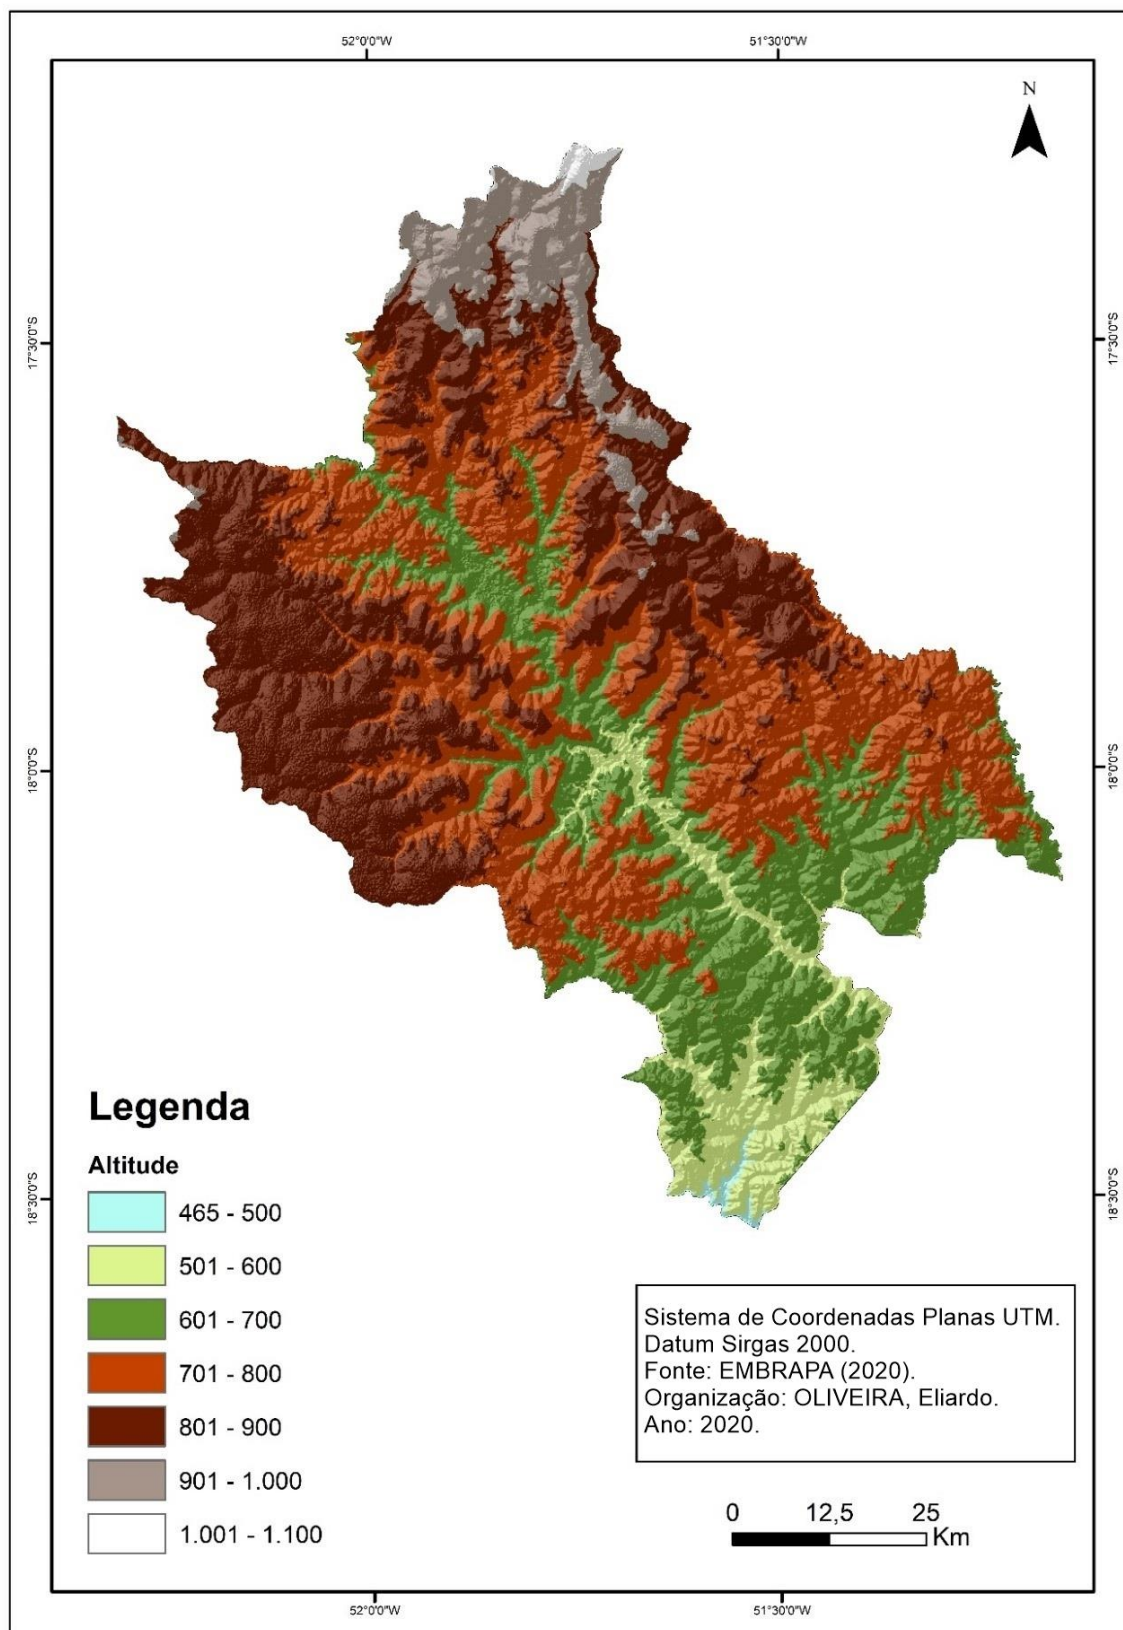 52°0'0"W
51°30'0"W
N
17°30'0"S
17°30'0"S
18°0'0"S
18°0'0"S
18°30'0"S
18°30'0"S
Legenda
Altitude
465 - 500
501 - 600
601 - 700
701 - 800
801 - 900
901 - 1.000
1.001 - 1.100
Sistema de Coordenadas Planas UTM.
Datum Sirgas 2000.
Fonte: EMBRAPA (2020).
Organização: OLIVEIRA, Eliardo.
Ano: 2020.
0 12,5 25
Km
52°0'0"W
51°30'0"W